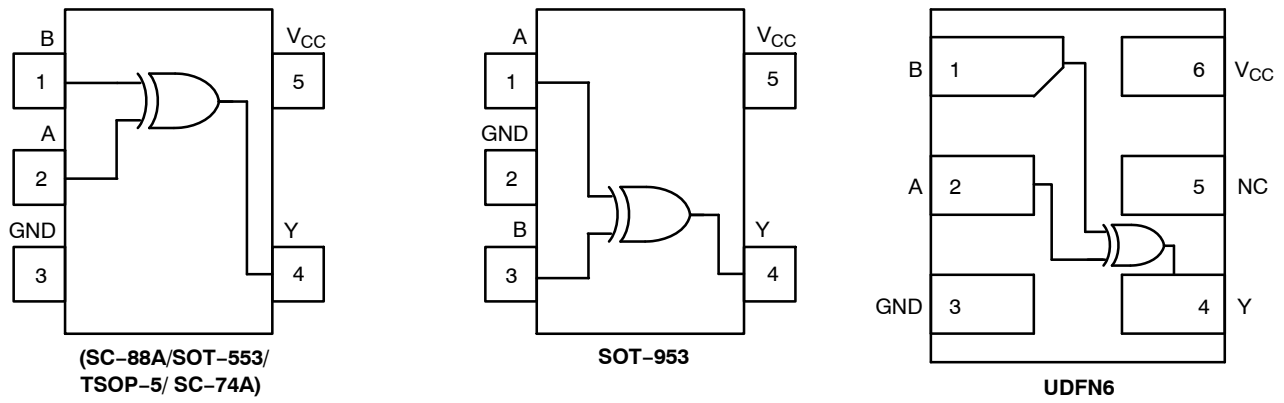 B
1
A
2
GND
3
VCC
5
Y
4
(SC–88A/SOT–553/
TSOP–5/ SC–74A)
A
1
GND
2
B
3
VCC
5
Y
4
SOT–953
B 1
6 VCC
A 2
5 NC
GND 3
4 Y
UDFN6